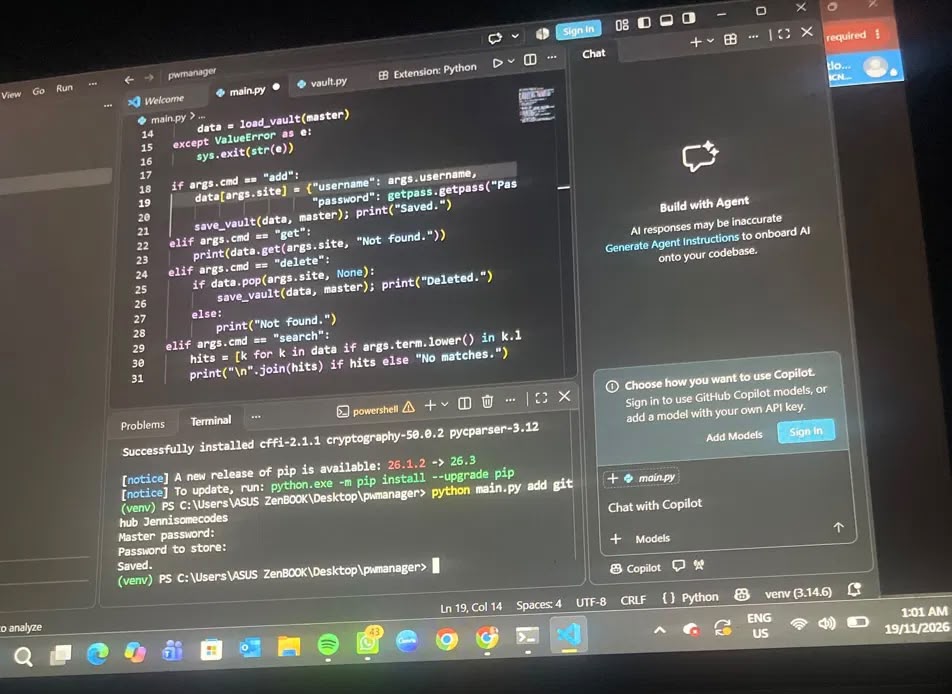 Sign In
required
View Go Run ...
pwmanager
Chat
Welcome
main.py
vault.py
Extension: Python
main.py > ...
14 data = load_vault(master)
15 except ValueError as e:
16 sys.exit(str(e))
17
18 if args.cmd == "add":
19 data[args.site] = {"username": args.username,
20 "password": getpass.getpass("Pas
21 save_vault(data, master); print("Saved.")
22 elif args.cmd == "get":
23 print(data.get(args.site, "Not found."))
24 elif args.cmd == "delete":
25 if data.pop(args.site, None):
26 save_vault(data, master); print("Deleted.")
27 else:
28 print("Not found.")
29 elif args.cmd == "search":
30 hits = [k for k in data if args.term.lower() in k.l
31 print("\n".join(hits) if hits else "No matches.")
Build with Agent
AI responses may be inaccurate
Generate Agent Instructions to onboard AI
onto your codebase.
Choose how you want to use Copilot.
Sign in to use GitHub Copilot models, or
add a model with your own API key.
Add Models Sign In
+ main.py
Chat with Copilot
+ Models
Copilot
Problems Terminal ... powershell
Successfully installed cffi-2.1.1 cryptography-50.0.2 pycparser-3.12
[notice] A new release of pip is available: 26.1.2 -> 26.3
[notice] To update, run: python.exe -m pip install --upgrade pip
(venv) PS C:\Users\ASUS ZenBOOK\Desktop\pwmanager> python main.py add git
hub Jennisomecodes
Master password:
Password to store:
Saved.
(venv) PS C:\Users\ASUS ZenBOOK\Desktop\pwmanager>
Ln 19, Col 14 Spaces: 4 UTF-8 CRLF { } Python venv (3.14.6)
to analyze
43
ENG
US
1:01 AM
19/11/2026